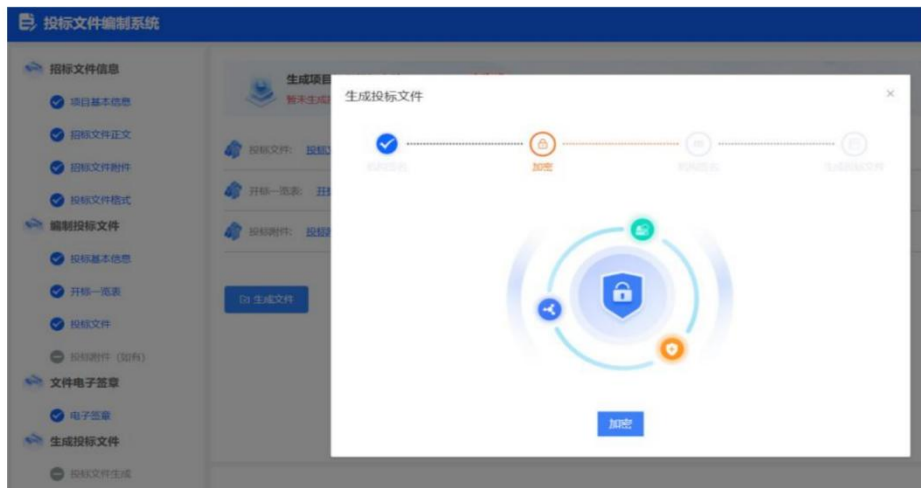 投标文件编制系统
招标文件信息
项目基本信息
招标文件正文
招标文件附件
投标文件格式
编制投标文件
投标基本信息
开标一览表
投标文件
投标附件（如有）
文件电子签章
电子签章
生成投标文件
投标文件生成
生成项目
暂未生成
投标文件：
开标一览表：
投标附件：
生成文件
生成投标文件
加密
加密